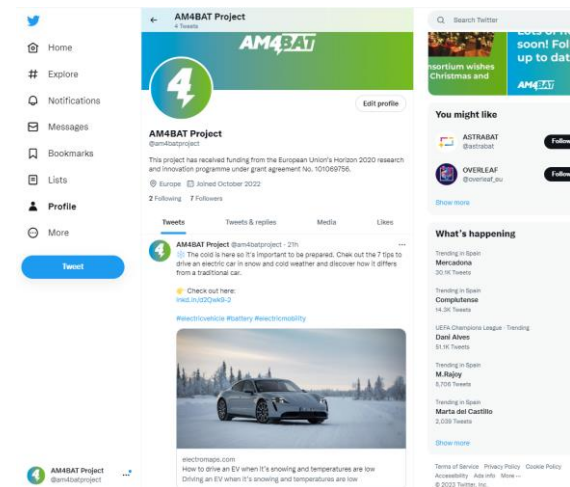 Home
Explore
Notifications
Messages
Bookmarks
Lists
Profile
More
Tweet
AM4BAT Project
@am4batproject
AM4BAT Project
4 Tweets
AM4BAT
4
Edit profile
AM4BAT Project
@am4batproject
This project has received funding from the European Union's Horizon 2020 research
and innovation programme under grant agreement No. 101069756.
Europe Joined October 2022
2 Following 7 Followers
Tweets Tweets & replies Media Likes
AM4BAT Project @am4batproject · 21h
The cold is here so it's important to be prepared. Chek out the 7 tips to
drive an electric car in snow and cold weather and discover how it differs
from a traditional car.
Check out here:
#electricvehicle #battery #electricmobility
electromaps.com
How to drive an EV when it's snowing and temperatures are low
Driving an EV when it's snowing and temperatures are low
Search Twitter
nsortium wishes
Christmas and
soon! Fol
up to dat
AM4BAT
You might like
ASTRABAT
@astrabat
Follow
OVERLEAF
@overleaf_eu
Follow
Show more
What's happening
Trending in Spain
Mercadona
30.1K Tweets
Trending in Spain
Complutense
14.3K Tweets
UEFA Champions League · Trending
Dani Alves
51.1K Tweets
Trending in Spain
M.Rajoy
5,705 Tweets
Trending in Spain
Marta del Castillo
2,039 Tweets
Show more
Terms of Service Privacy Policy Cookie Policy
Accessibility Ads info More ···
© 2023 Twitter, Inc.